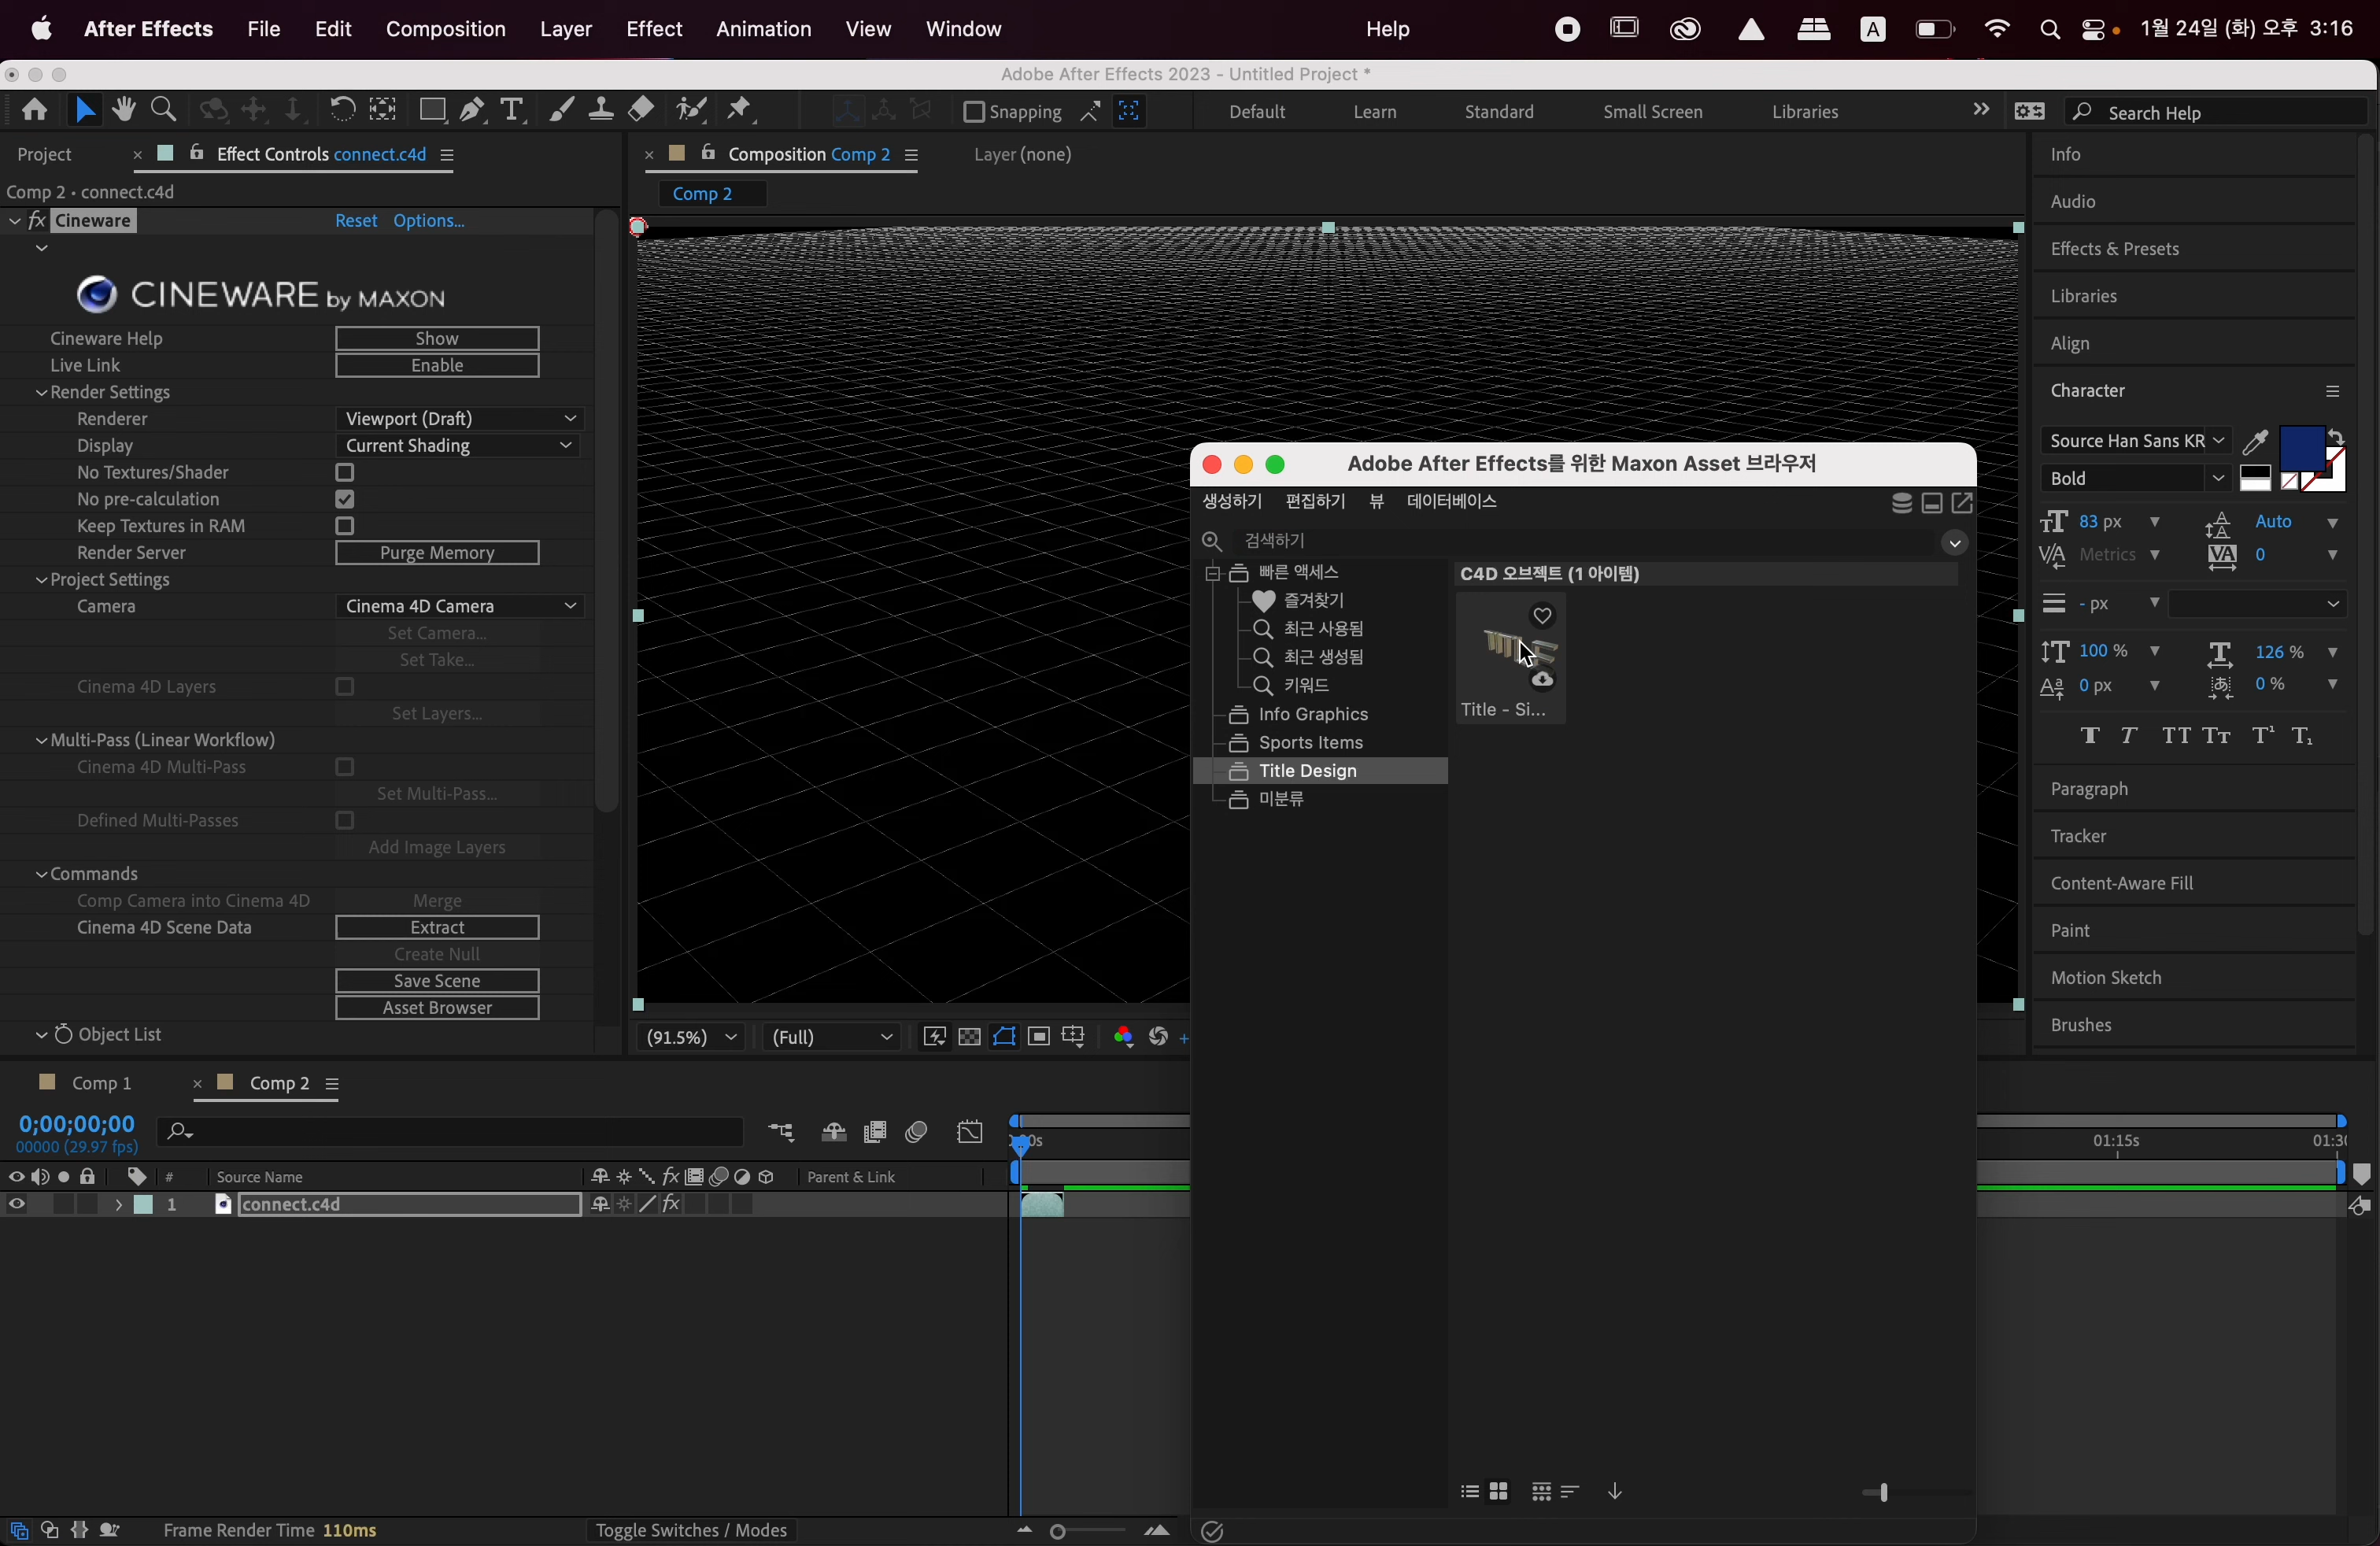 After Effects File Edit Composition Layer Effect Animation View Window Help A 1월 24일 (화) 오후 3:16
Adobe After Effects 2023 - Untitled Project *
Snapping Default Learn Standard Small Screen Libraries Search Help
Project Effect Controls connect.c4d
Comp 2 • connect.c4d
fx Cineware Reset Options...
CINEWARE by MAXON
Cineware Help Show
Live Link Enable
Render Settings
Renderer Viewport (Draft)
Display Current Shading
No Textures/Shader
No pre-calculation
Keep Textures in RAM
Render Server Purge Memory
Project Settings
Camera Cinema 4D Camera
Set Camera...
Set Take...
Cinema 4D Layers
Set Layers...
Multi-Pass (Linear Workflow)
Cinema 4D Multi-Pass
Set Multi-Pass...
Defined Multi-Passes
Add Image Layers
Commands
Comp Camera into Cinema 4D Merge
Cinema 4D Scene Data Extract
Create Null
Save Scene
Asset Browser
Object List
Composition Comp 2 Layer (none)
Comp 2
(91.5%) (Full)
Adobe After Effects를 위한 Maxon Asset 브라우저
생성하기 편집하기 뷰 데이터베이스
검색하기
빠른 액세스
즐겨찾기
최근 사용됨
최근 생성됨
키워드
Info Graphics
Sports Items
Title Design
미분류
C4D 오브젝트 (1 아이템)
Title - Si...
Info
Audio
Effects & Presets
Libraries
Align
Character
Source Han Sans KR
Bold
83 px Auto
Metrics 0
- px
100 % 126 %
0 px 0 %
T T TT Tт T¹ T₁
Paragraph
Tracker
Content-Aware Fill
Paint
Motion Sketch
Brushes
Comp 1 Comp 2
0;00;00;00
00000 (29.97 fps)
01:15s
# Source Name fx Parent & Link
1 connect.c4d fx
Frame Render Time 110ms Toggle Switches / Modes